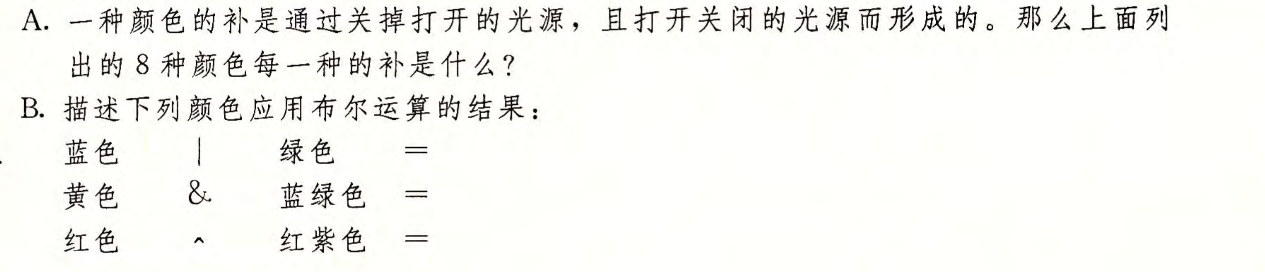 A. 一种颜色的补是通过关掉打开的光源，且打开关闭的光源而形成的。那么上面列
出的 8 种颜色每一种的补是什么?
B. 描述下列颜色应用布尔运算的结果：
蓝色 | 绿色 =
黄色 & 蓝绿色 =
红色 ^ 红紫色 =